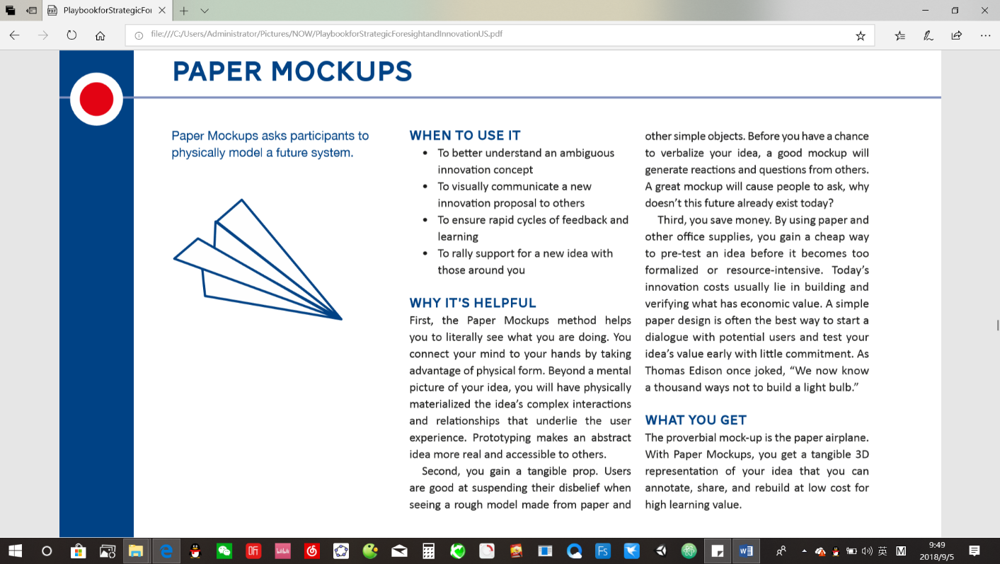 PlaybookforStrategicFor
file:///C:/Users/Administrator/Pictures/NOW/PlaybookforStrategicForesightandInnovationUS.pdf
PAPER MOCKUPS
Paper Mockups asks participants to
physically model a future system.
WHEN TO USE IT
• To better understand an ambiguous
innovation concept
• To visually communicate a new
innovation proposal to others
• To ensure rapid cycles of feedback and
learning
• To rally support for a new idea with
those around you
WHY IT'S HELPFUL
First, the Paper Mockups method helps
you to literally see what you are doing. You
connect your mind to your hands by taking
advantage of physical form. Beyond a mental
picture of your idea, you will have physically
materialized the idea's complex interactions
and relationships that underlie the user
experience. Prototyping makes an abstract
idea more real and accessible to others.
Second, you gain a tangible prop. Users
are good at suspending their disbelief when
seeing a rough model made from paper and
other simple objects. Before you have a chance
to verbalize your idea, a good mockup will
generate reactions and questions from others.
A great mockup will cause people to ask, why
doesn't this future already exist today?
Third, you save money. By using paper and
other office supplies, you gain a cheap way
to pre-test an idea before it becomes too
formalized or resource-intensive. Today's
innovation costs usually lie in building and
verifying what has economic value. A simple
paper design is often the best way to start a
dialogue with potential users and test your
idea's value early with little commitment. As
Thomas Edison once joked, "We now know
a thousand ways not to build a light bulb."
WHAT YOU GET
The proverbial mock-up is the paper airplane.
With Paper Mockups, you get a tangible 3D
representation of your idea that you can
annotate, share, and rebuild at low cost for
high learning value.
Fs
英
M
9:49
2018/9/5